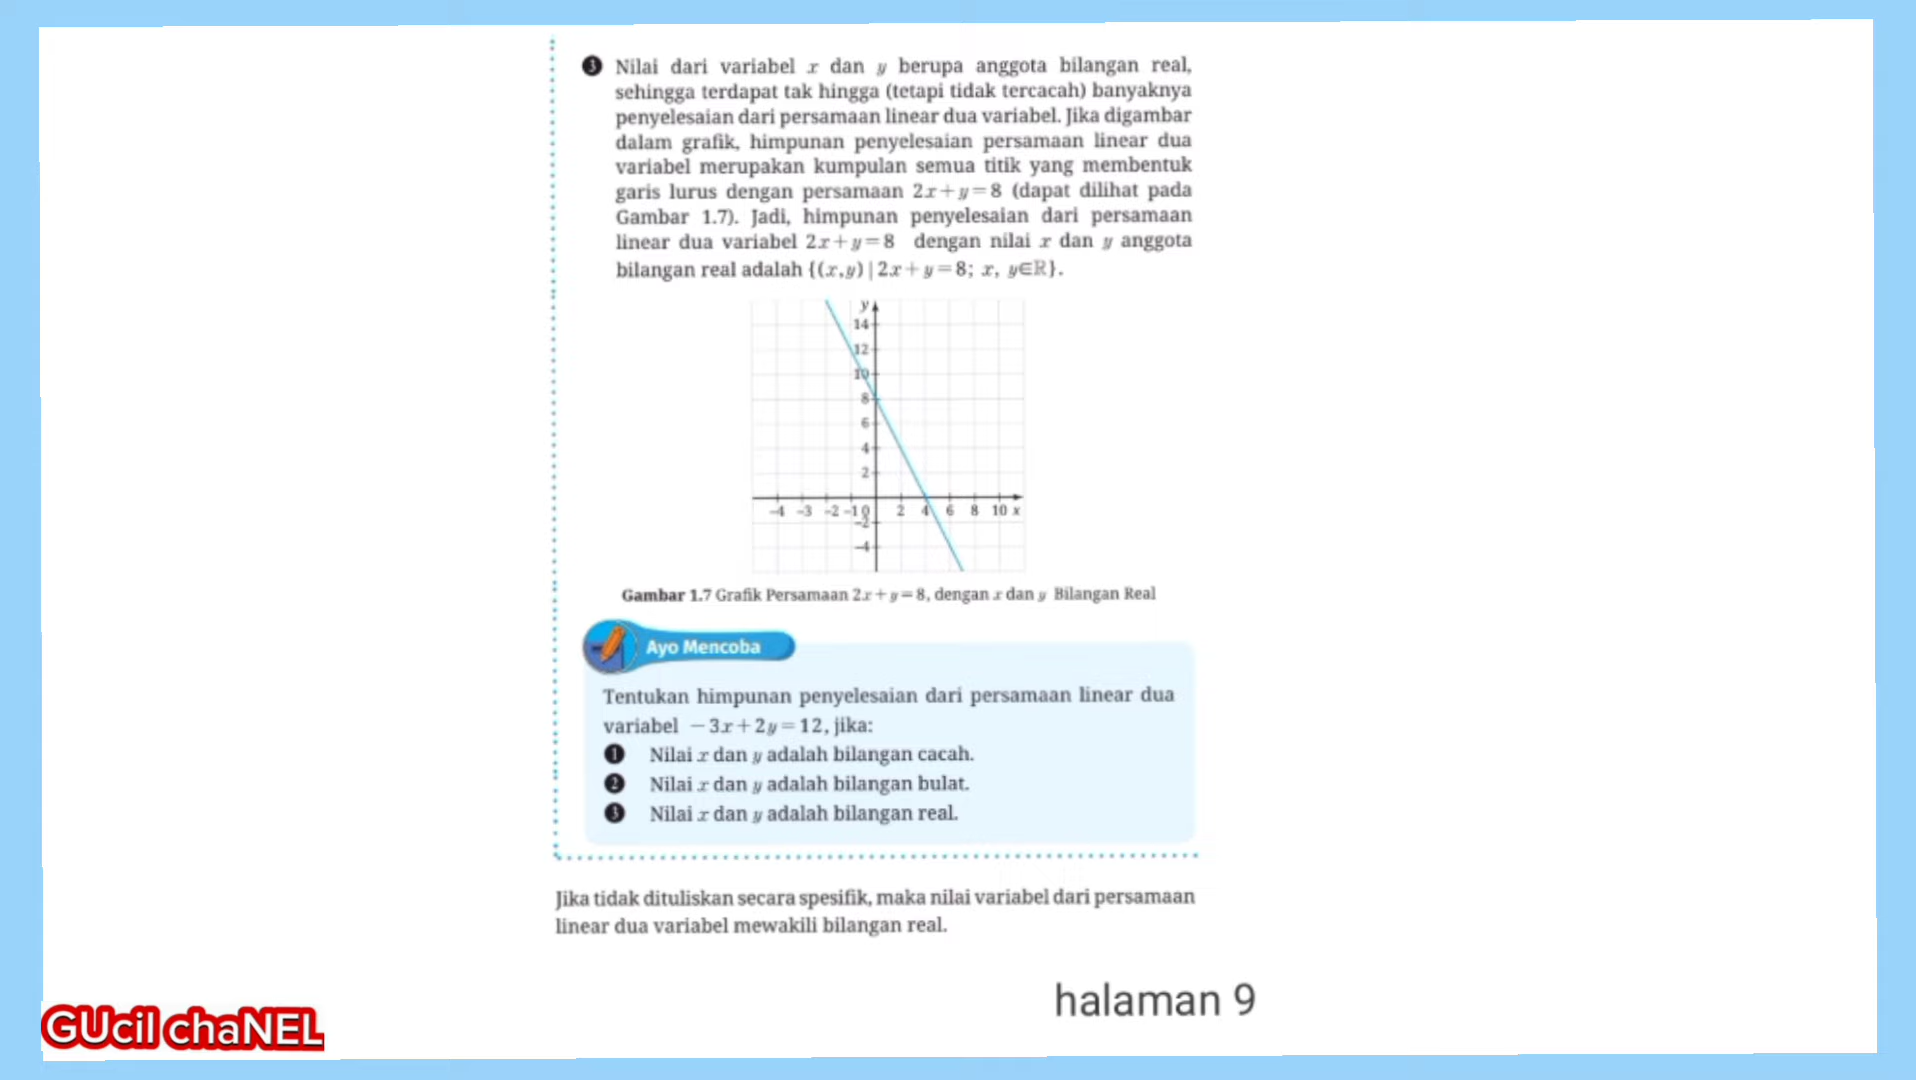 3 Nilai dari variabel x dan y berupa anggota bilangan real,
sehingga terdapat tak hingga (tetapi tidak tercacah) banyaknya
penyelesaian dari persamaan linear dua variabel. Jika digambar
dalam grafik, himpunan penyelesaian persamaan linear dua
variabel merupakan kumpulan semua titik yang membentuk
garis lurus dengan persamaan 2x+y=8 (dapat dilihat pada
Gambar 1.7). Jadi, himpunan penyelesaian dari persamaan
linear dua variabel 2x+y=8 dengan nilai x dan y anggota
bilangan real adalah {(x,y)|2x+y=8; x, y∈ℝ}.
y
14
12
10
8
6
4
2
-4 -3 -2 -1 0 2 4 6 8 10 x
-2
-4
Gambar 1.7 Grafik Persamaan 2x+y=8, dengan x dan y Bilangan Real
Ayo Mencoba
Tentukan himpunan penyelesaian dari persamaan linear dua
variabel −3x+2y=12, jika:
1 Nilai x dan y adalah bilangan cacah.
2 Nilai x dan y adalah bilangan bulat.
3 Nilai x dan y adalah bilangan real.
Jika tidak dituliskan secara spesifik, maka nilai variabel dari persamaan
linear dua variabel mewakili bilangan real.
halaman 9
GUcil chaNEL